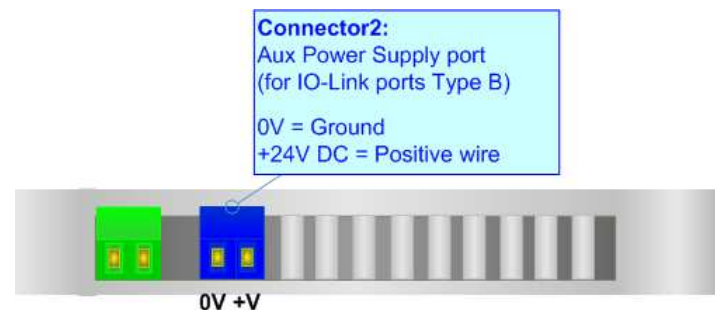 Connector2:
Aux Power Supply port
(for IO-Link ports Type B)
0V = Ground
+24V DC = Positive wire
0V +V